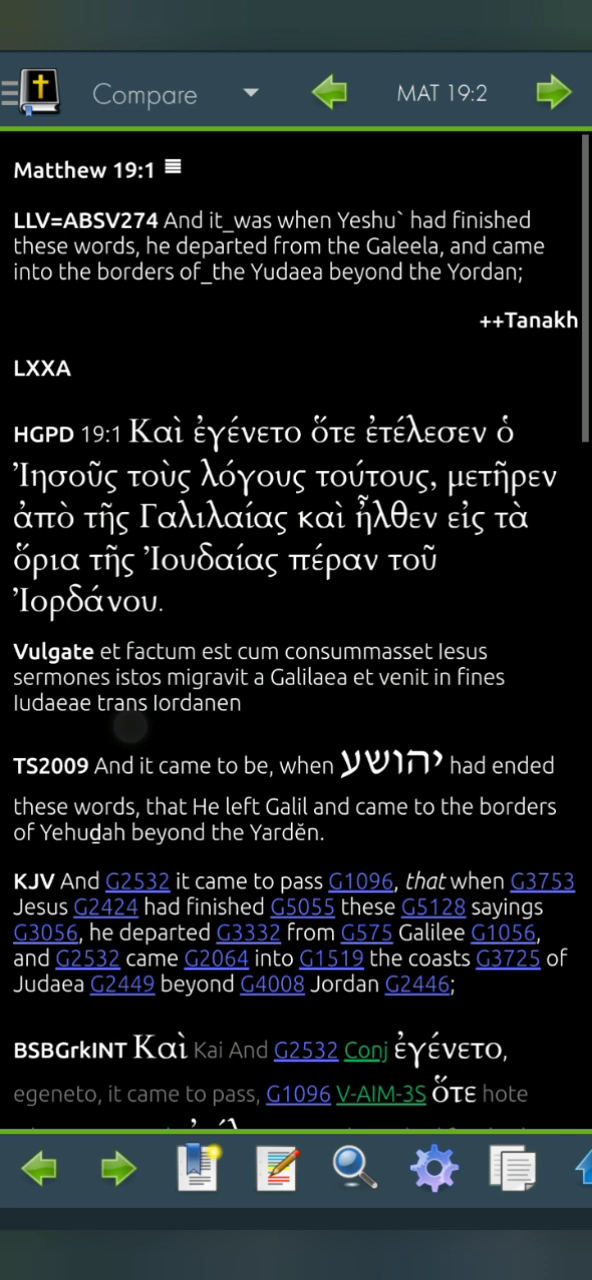 Compare
MAT 19:2
Matthew 19:1
LLV=ABSV274 And it_was when Yeshu` had finished
these words, he departed from the Galeela, and came
into the borders of_the Yudaea beyond the Yordan;
++Tanakh
LXXA
HGPD 19:1 Καὶ ἐγένετο ὅτε ἐτέλεσεν ὁ
Ἰησοῦς τοὺς λόγους τούτους, μετῆρεν
ἀπὸ τῆς Γαλιλαίας καὶ ἦλθεν εἰς τὰ
ὅρια τῆς Ἰουδαίας πέραν τοῦ
Ἰορδάνου.
Vulgate et factum est cum consummasset Iesus
sermones istos migravit a Galilaea et venit in fines
Iudaeae trans Iordanen
TS2009 And it came to be, when יהושע had ended
these words, that He left Galil and came to the borders
of Yehuḏah beyond the Yardĕn.
KJV And G2532 it came to pass G1096, that when G3753
Jesus G2424 had finished G5055 these G5128 sayings
G3056, he departed G3332 from G575 Galilee G1056,
and G2532 came G2064 into G1519 the coasts G3725 of
Judaea G2449 beyond G4008 Jordan G2446;
BSBGrkINT Καὶ Kai And G2532 Conj ἐγένετο,
egeneto, it came to pass, G1096 V-AIM-3S ὅτε hote